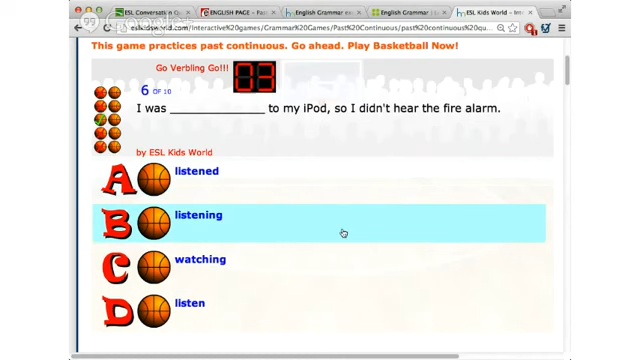 ESL Conversation Q
ENGLISH PAGE -
English Grammar Ga
English Grammar | L
ESL Kids World - Int
eslkidsworld.com/Interactive%20games/Grammar%20Games/Past%20Continuous/past%20continuous%20qu
This game practices past continuous. Go ahead. Play Basketball Now!
Go Verbling Go!!!
03
6 OF 10
I was ______________ to my iPod, so I didn't hear the fire alarm.
by ESL Kids World
A listened
B listening
C watching
D listen